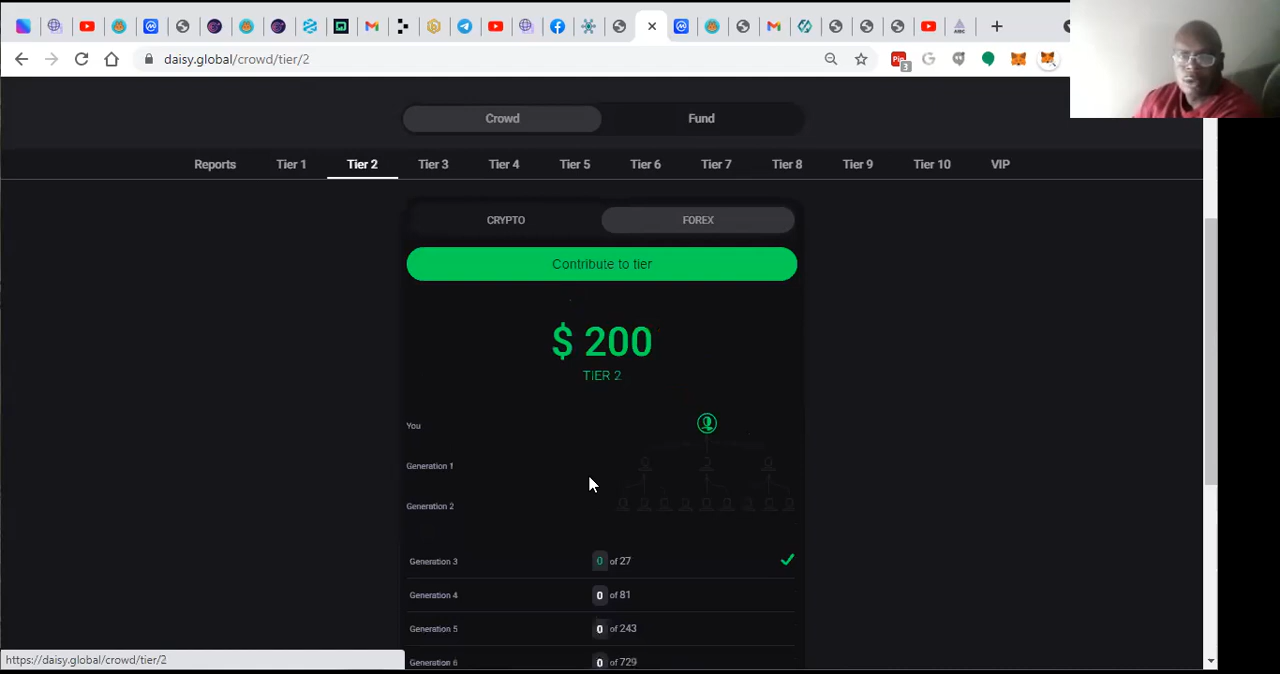 daisy.global/crowd/tier/2
3
Crowd Fund
Reports Tier 1 Tier 2 Tier 3 Tier 4 Tier 5 Tier 6 Tier 7 Tier 8 Tier 9 Tier 10 VIP
CRYPTO FOREX
Contribute to tier
$ 200
TIER 2
You
Generation 1
Generation 2
Generation 3 0 of 27
Generation 4 0 of 81
Generation 5 0 of 243
Generation 6 0 of 729
https://daisy.global/crowd/tier/2